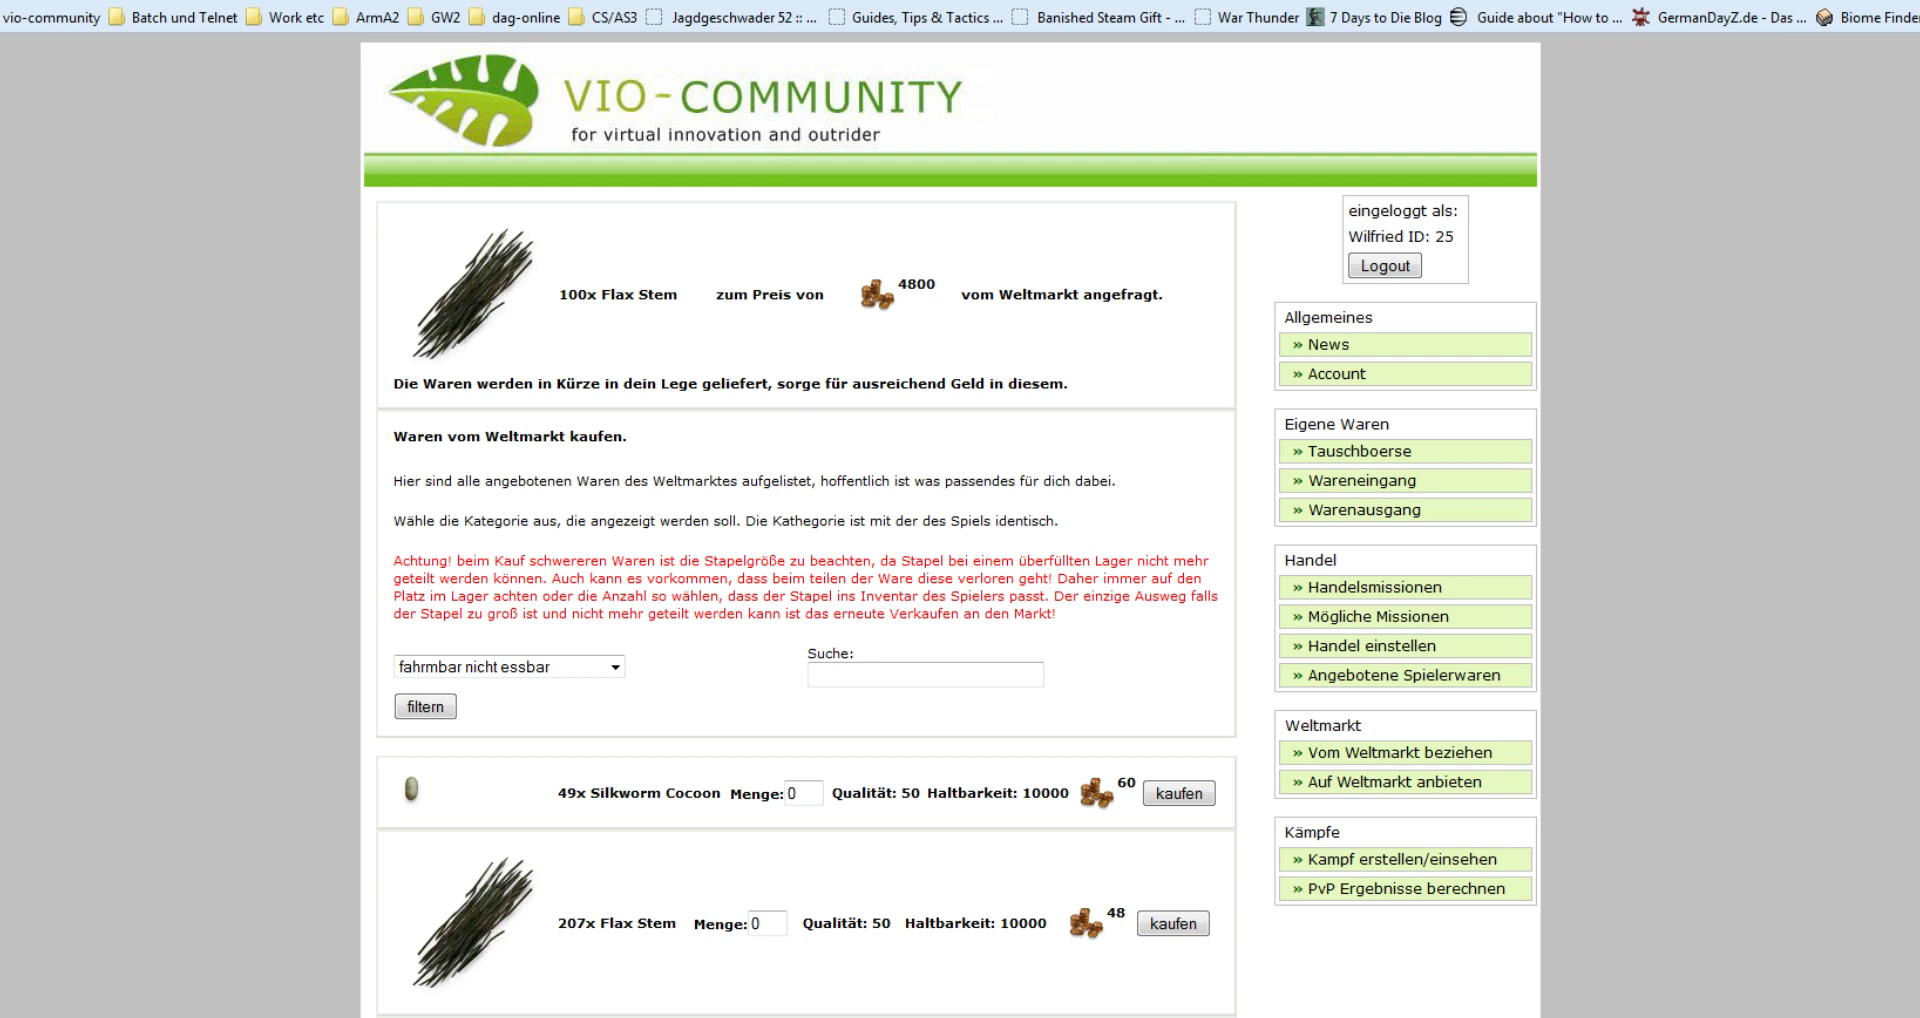 vio-community Batch und Telnet Work etc ArmA2 GW2 dag-online CS/AS3 Jagdgeschwader 52 :: ... Guides, Tips & Tactics ... Banished Steam Gift - ... War Thunder 7 Days to Die Blog Guide about "How to ... GermanDayZ.de - Das ... Biome Finde
VIO-COMMUNITY
for virtual innovation and outrider
eingeloggt als:
Wilfried ID: 25
Logout
100x Flax Stem zum Preis von 4800 vom Weltmarkt angefragt.
Die Waren werden in Kürze in dein Lege geliefert, sorge für ausreichend Geld in diesem.
Waren vom Weltmarkt kaufen.
Hier sind alle angebotenen Waren des Weltmarktes aufgelistet, hoffentlich ist was passendes für dich dabei.
Wähle die Kategorie aus, die angezeigt werden soll. Die Kathegorie ist mit der des Spiels identisch.
Achtung! beim Kauf schwereren Waren ist die Stapelgröße zu beachten, da Stapel bei einem überfüllten Lager nicht mehr
geteilt werden können. Auch kann es vorkommen, dass beim teilen der Ware diese verloren geht! Daher immer auf den
Platz im Lager achten oder die Anzahl so wählen, dass der Stapel ins Inventar des Spielers passt. Der einzige Ausweg falls
der Stapel zu groß ist und nicht mehr geteilt werden kann ist das erneute Verkaufen an den Markt!
Suche:
fahrmbar nicht essbar
filtern
49x Silkworm Cocoon Menge: 0 Qualität: 50 Haltbarkeit: 10000 60 kaufen
207x Flax Stem Menge: 0 Qualität: 50 Haltbarkeit: 10000 48 kaufen
Allgemeines
» News
» Account
Eigene Waren
» Tauschboerse
» Wareneingang
» Warenausgang
Handel
» Handelsmissionen
» Mögliche Missionen
» Handel einstellen
» Angebotene Spielerwaren
Weltmarkt
» Vom Weltmarkt beziehen
» Auf Weltmarkt anbieten
Kämpfe
» Kampf erstellen/einsehen
» PvP Ergebnisse berechnen